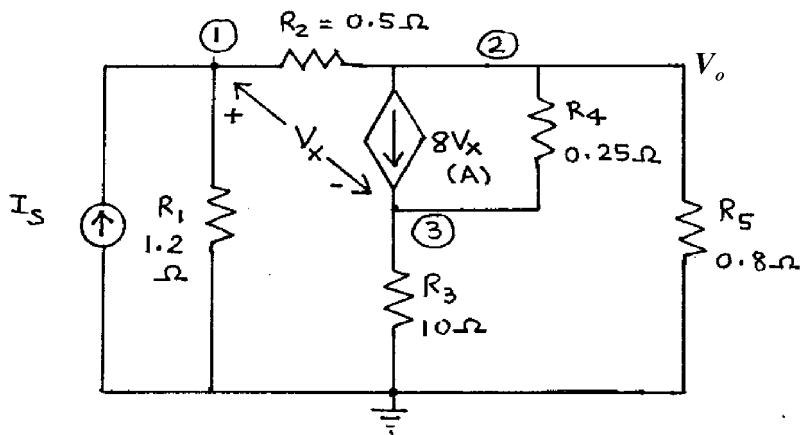 ① R₂ = 0.5Ω ② Vₒ
+ Vₓ -
8Vₓ
(A)
R₄
0.25Ω
Iₛ
R₁
1.2
Ω
③
R₃
10Ω
R₅
0.8Ω